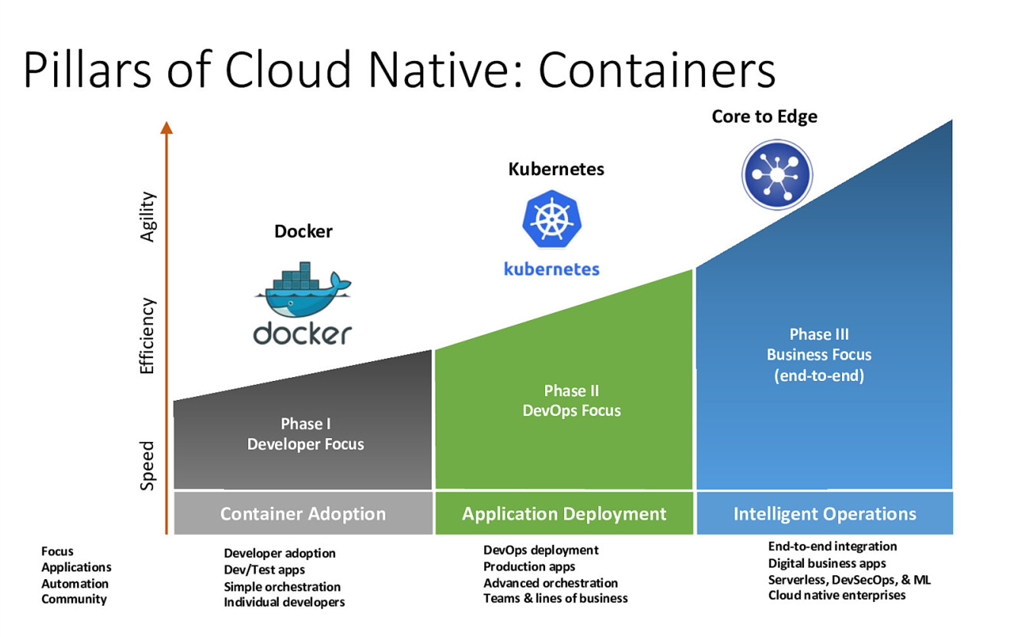 Pillars of Cloud Native: Containers
Core to Edge
Kubernetes
kubernetes
Docker
docker
Agility
Efficiency
Speed
Phase I
Developer Focus
Phase II
DevOps Focus
Phase III
Business Focus
(end-to-end)
Container Adoption
Application Deployment
Intelligent Operations
Focus
Applications
Automation
Community
Developer adoption
Dev/Test apps
Simple orchestration
Individual developers
DevOps deployment
Production apps
Advanced orchestration
Teams & lines of business
End-to-end integration
Digital business apps
Serverless, DevSecOps, & ML
Cloud native enterprises